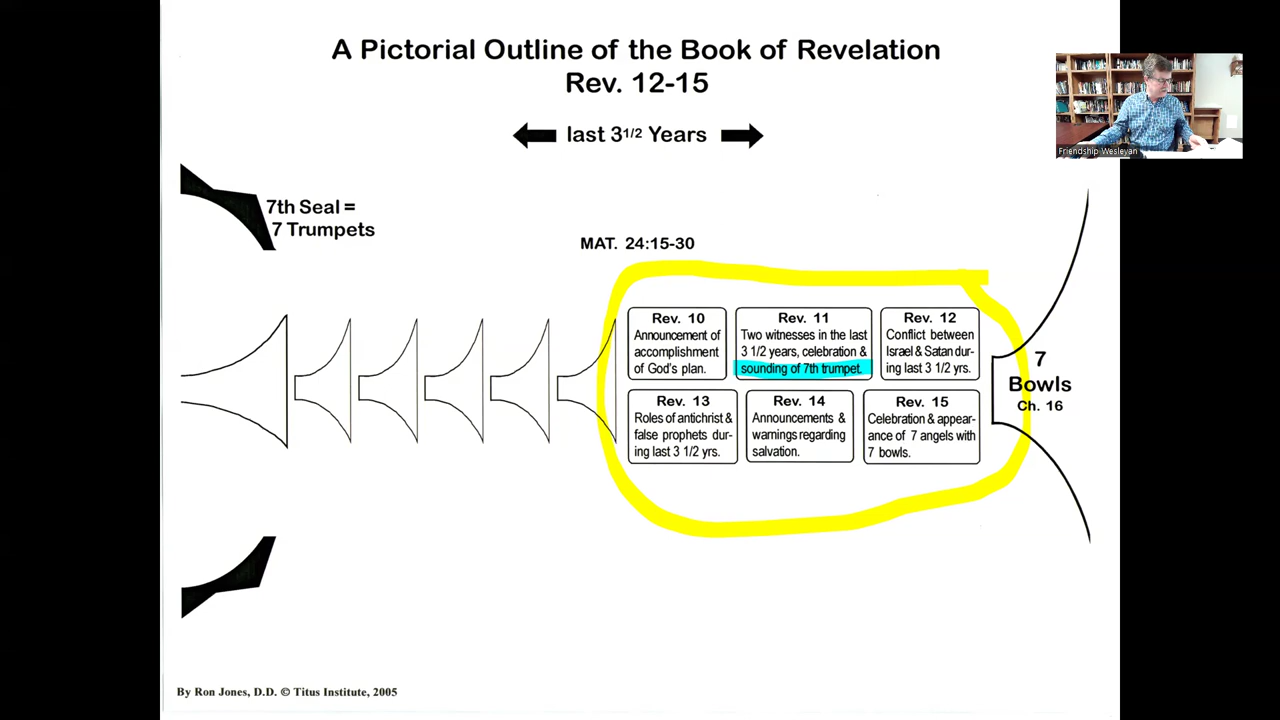 A Pictorial Outline of the Book of Revelation
Rev. 12-15
last 3 1/2 Years
Friendship Wesleyan
7th Seal =
7 Trumpets
MAT. 24:15-30
Rev. 10
Announcement of
accomplishment
of God's plan.
Rev. 11
Two witnesses in the last
3 1/2 years, celebration &
sounding of 7th trumpet.
Rev. 12
Conflict between
Israel & Satan dur-
ing last 3 1/2 yrs.
Rev. 13
Roles of antichrist &
false prophets dur-
ing last 3 1/2 yrs.
Rev. 14
Announcements &
warnings regarding
salvation.
Rev. 15
Celebration & appear-
ance of 7 angels with
7 bowls.
7
Bowls
Ch. 16
By Ron Jones, D.D. © Titus Institute, 2005